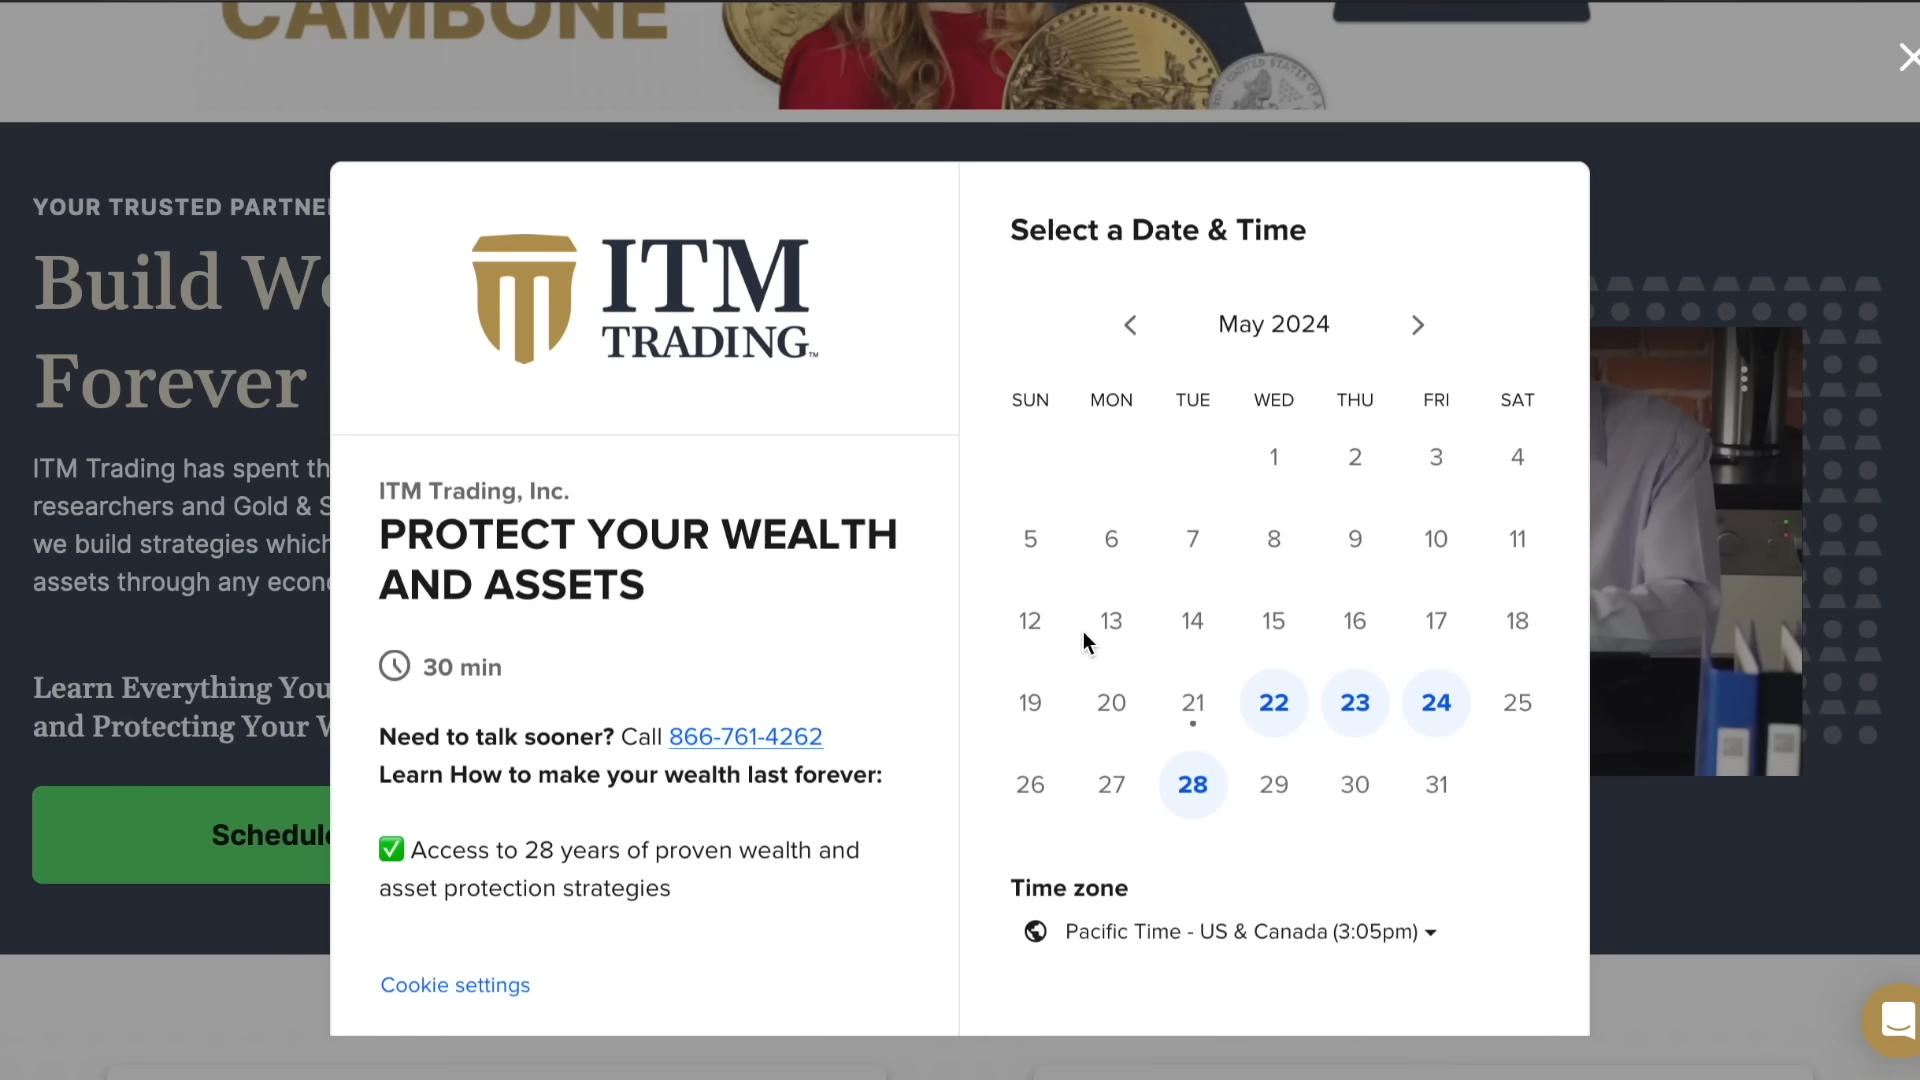 CAMBONE
UNITED STATES OF A
YOUR TRUSTED PARTNE
Build W
Forever
ITM Trading has spent th
researchers and Gold & S
we build strategies which
assets through any econ
Learn Everything You
and Protecting Your
Schedule
ITM
TRADING™
ITM Trading, Inc.
PROTECT YOUR WEALTH
AND ASSETS
30 min
Need to talk sooner? Call 866-761-4262
Learn How to make your wealth last forever:
✅ Access to 28 years of proven wealth and
asset protection strategies
Cookie settings
Select a Date & Time
May 2024
SUN MON TUE WED THU FRI SAT
1 2 3 4
5 6 7 8 9 10 11
12 13 14 15 16 17 18
19 20 21 22 23 24 25
26 27 28 29 30 31
Time zone
Pacific Time - US & Canada (3:05pm)